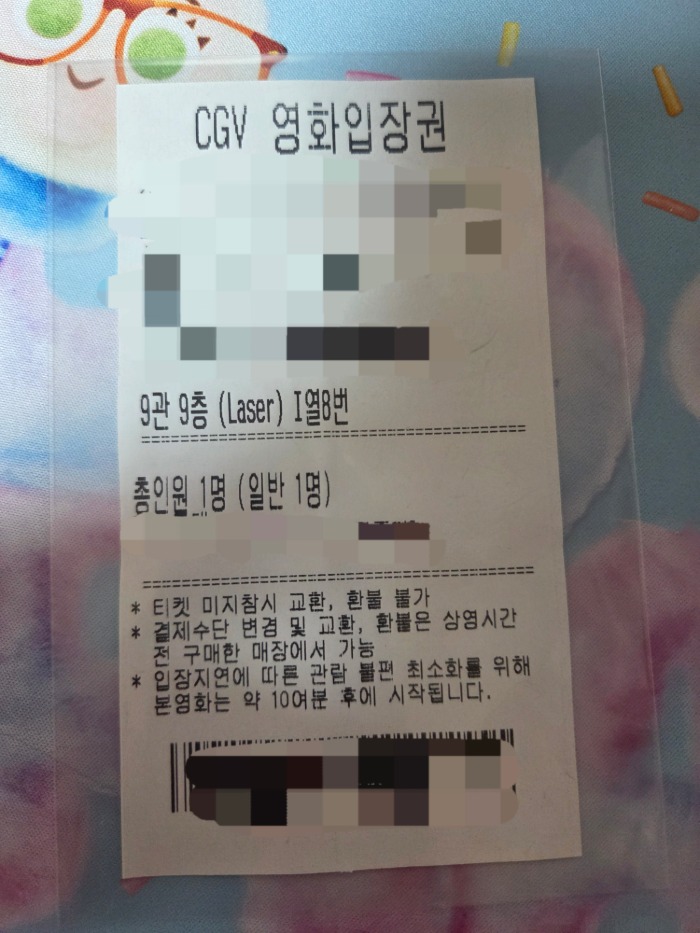 CGV 영화입장권
9관 9층 (Laser) I열8번
총인원 1명 (일반 1명)
* 티켓 미지참시 교환, 환불 불가
* 결제수단 변경 및 교환, 환불은 상영시간
전 구매한 매장에서 가능
* 입장지연에 따른 관람 불편 최소화를 위해
본영화는 약 10여분 후에 시작됩니다.